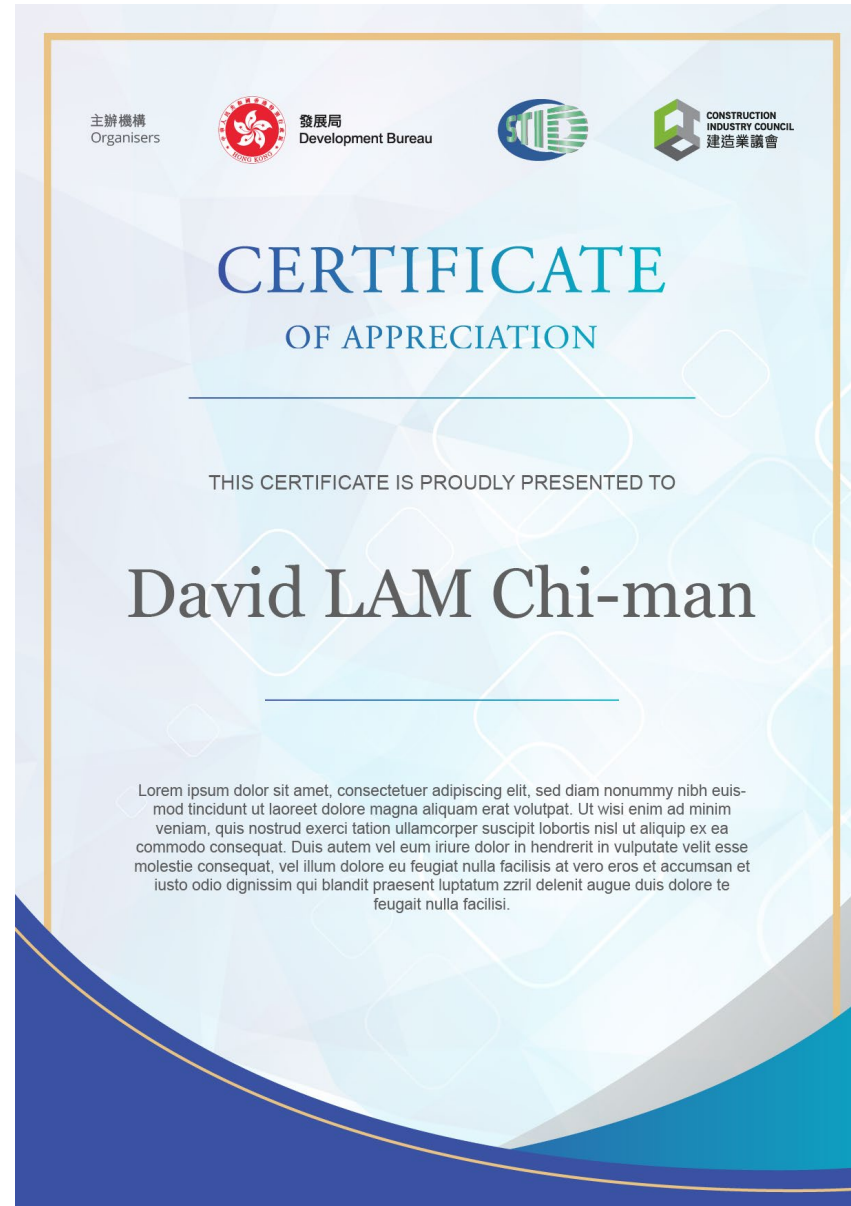 主辦機構
Organisers
發展局
Development Bureau
HONG KONG
STID
CONSTRUCTION
INDUSTRY COUNCIL
建造業議會
CERTIFICATE
OF APPRECIATION
THIS CERTIFICATE IS PROUDLY PRESENTED TO
David LAM Chi-man
Lorem ipsum dolor sit amet, consectetuer adipiscing elit, sed diam nonummy nibh euis-
mod tincidunt ut laoreet dolore magna aliquam erat volutpat. Ut wisi enim ad minim
veniam, quis nostrud exerci tation ullamcorper suscipit lobortis nisl ut aliquip ex ea
commodo consequat. Duis autem vel eum iriure dolor in hendrerit in vulputate velit esse
molestie consequat, vel illum dolore eu feugiat nulla facilisis at vero eros et accumsan et
iusto odio dignissim qui blandit praesent luptatum zzril delenit augue duis dolore te
feugait nulla facilisi.